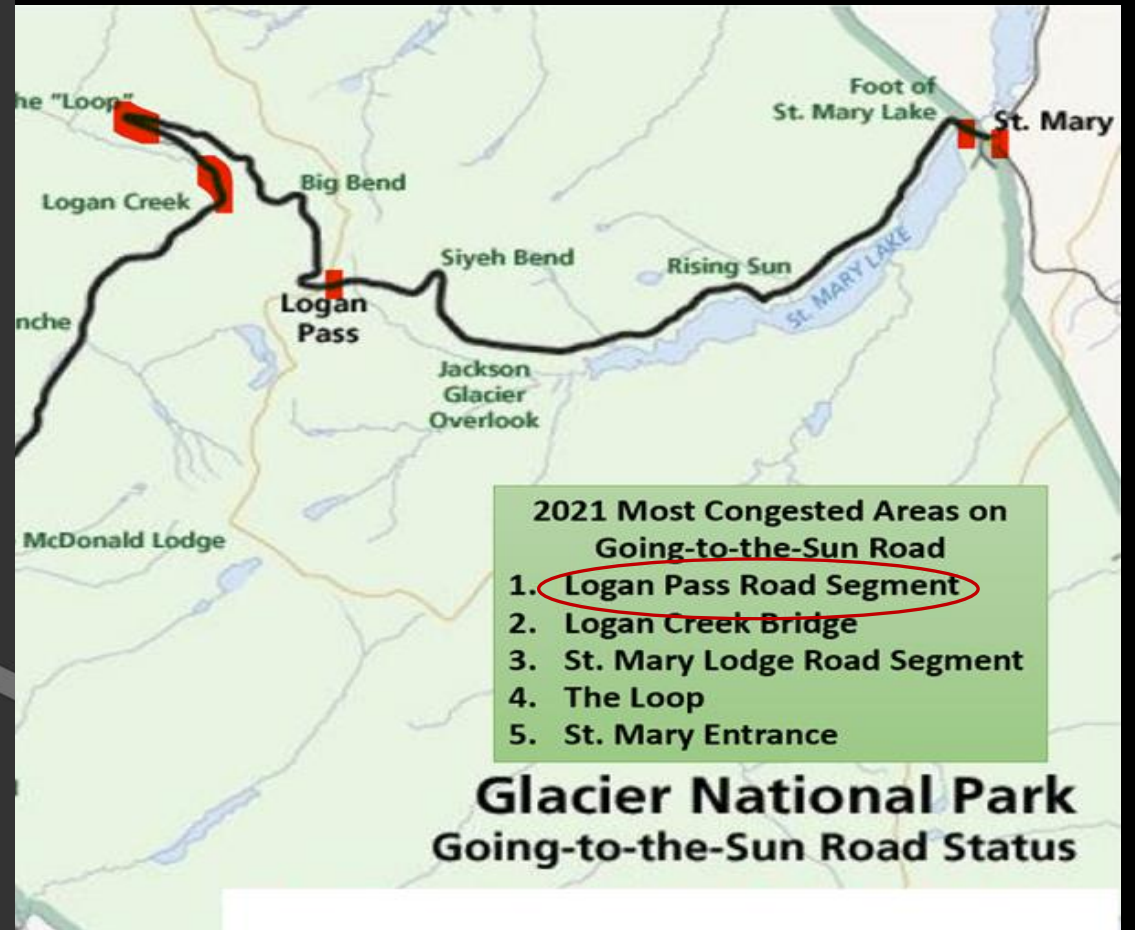 he "Loop"
Foot of
St. Mary Lake
St. Mary
Big Bend
Logan Creek
Siyeh Bend
Rising Sun
St. MARY LAKE
Logan
Pass
nche
Jackson
Glacier
Overlook
McDonald Lodge
2021 Most Congested Areas on
Going-to-the-Sun Road
1. Logan Pass Road Segment
2. Logan Creek Bridge
3. St. Mary Lodge Road Segment
4. The Loop
5. St. Mary Entrance
Glacier National Park
Going-to-the-Sun Road Status